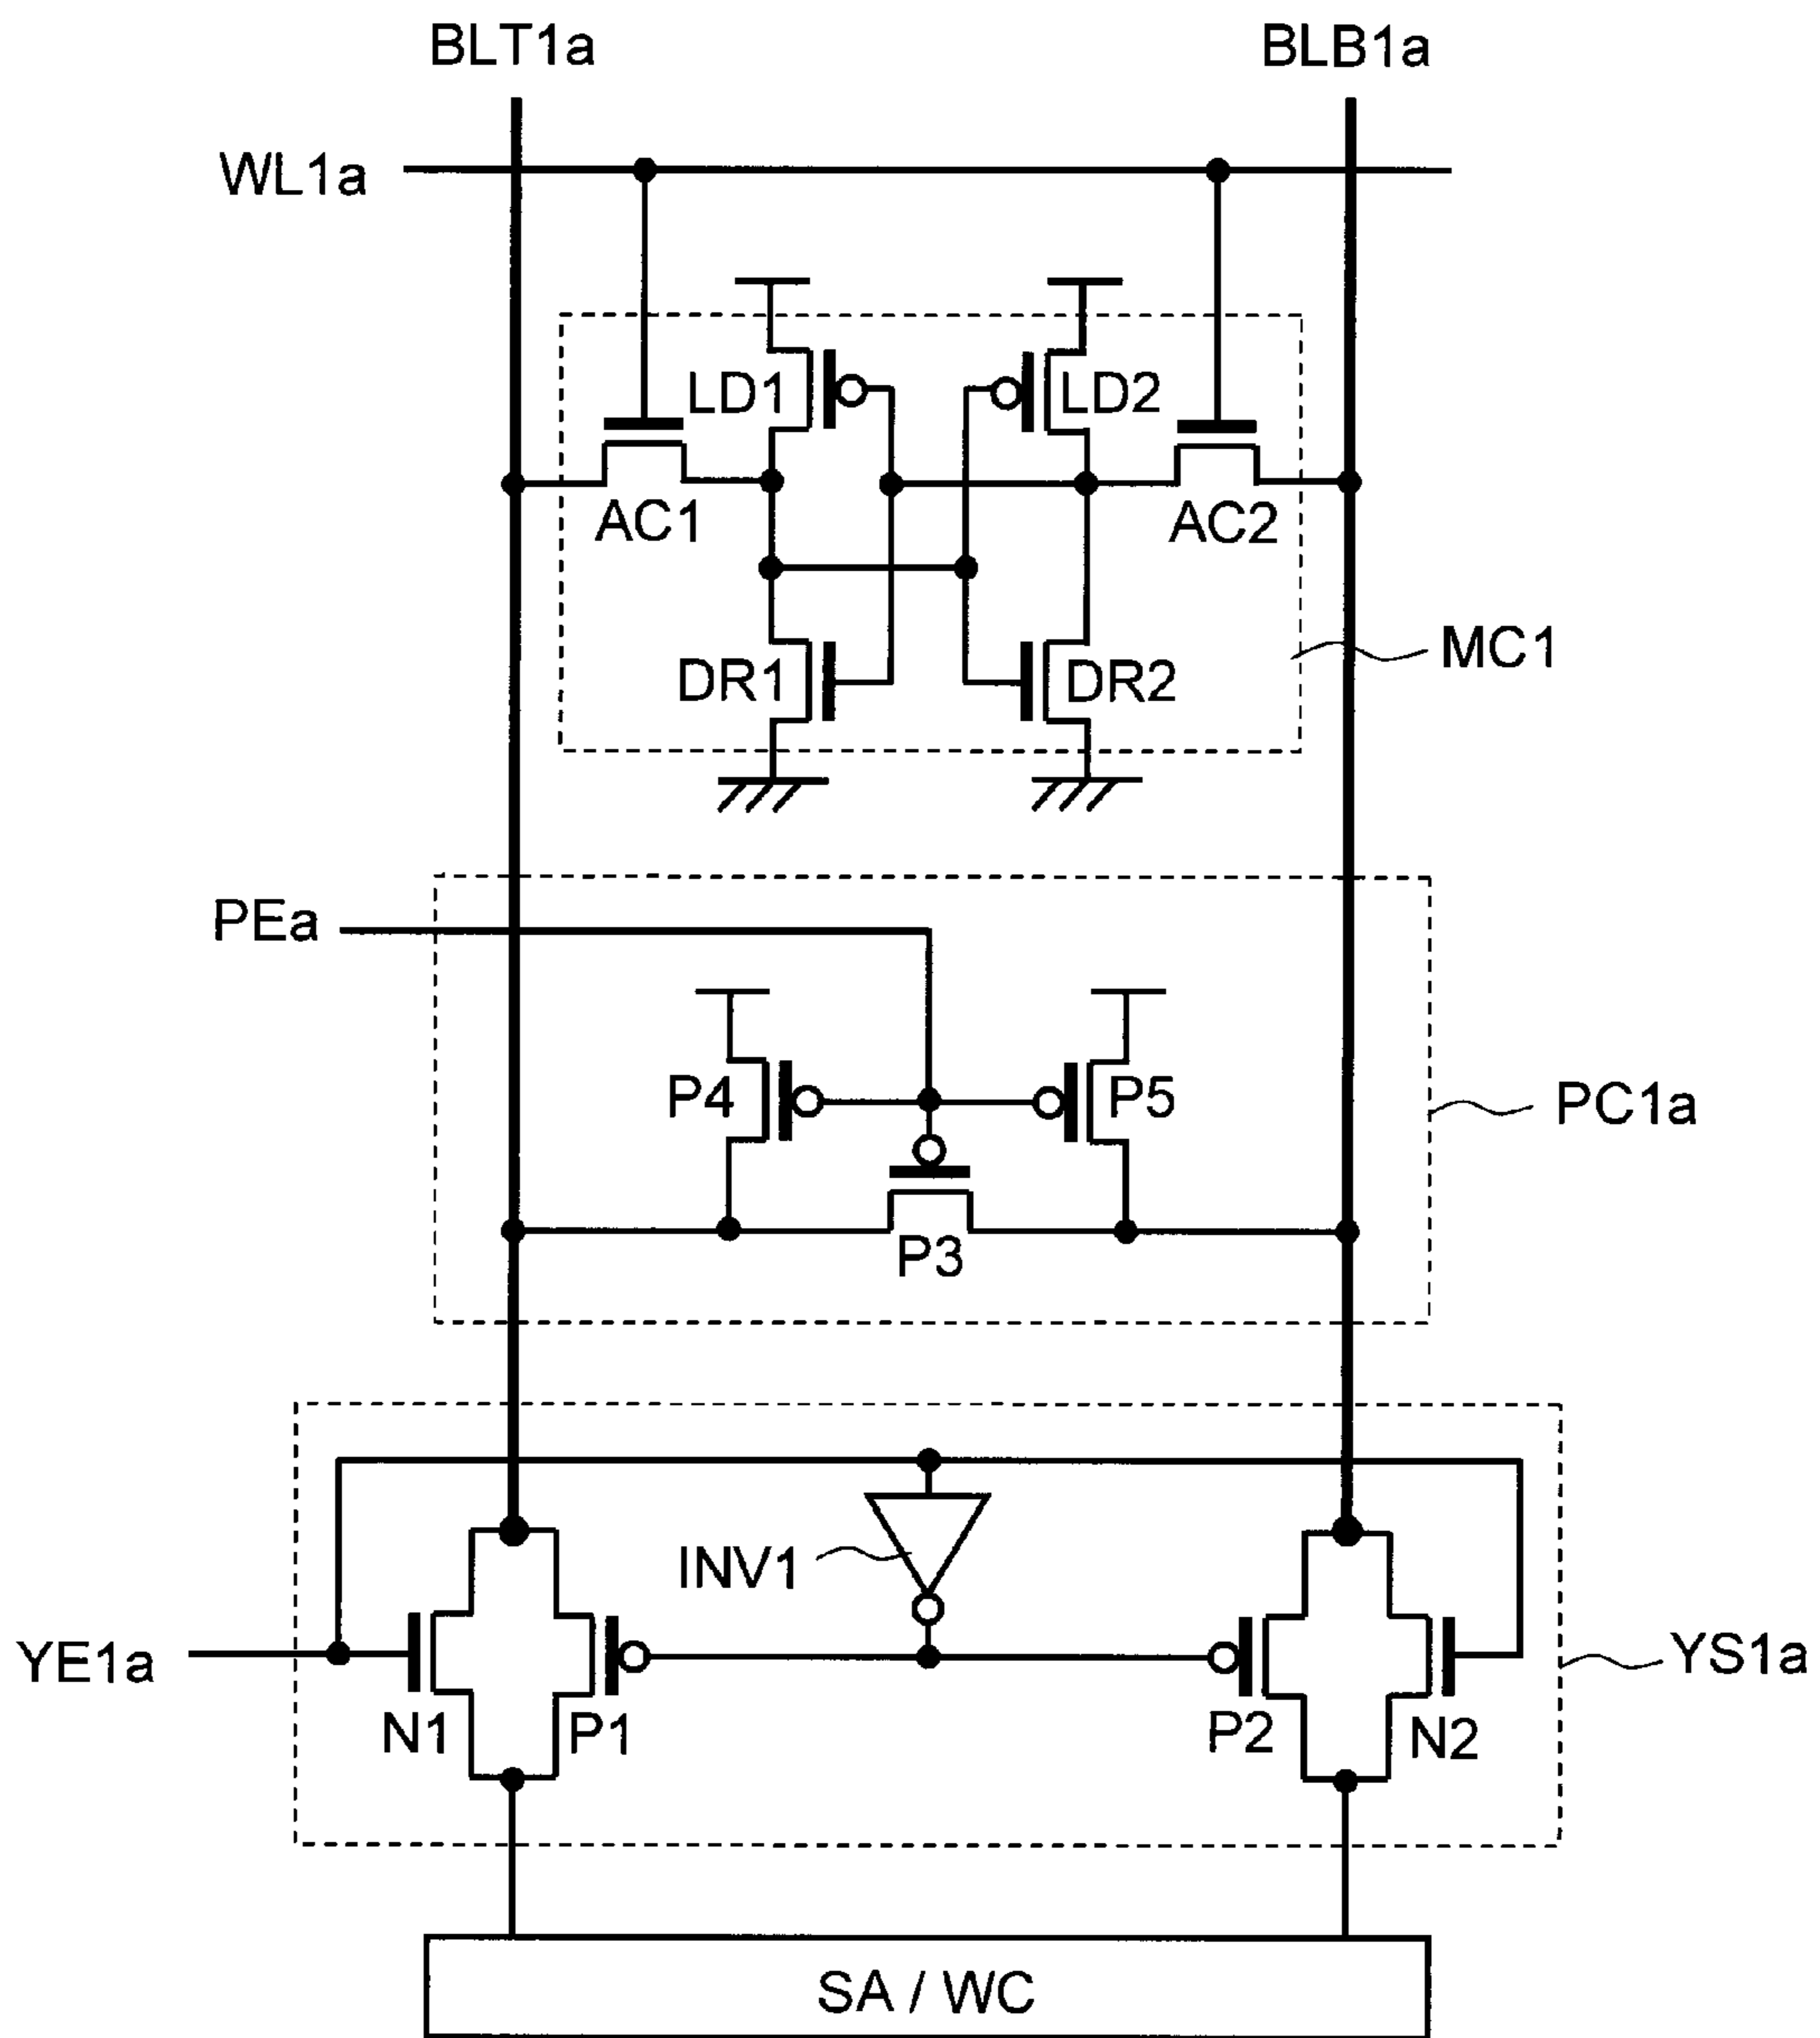 BLT1a
BLB1a
WL1a
LD1
LD2
AC1
AC2
DR1
DR2
MC1
PEa
P4
P5
PC1a
P3
INV1
YE1a
YS1a
N1
P1
P2
N2
SA / WC